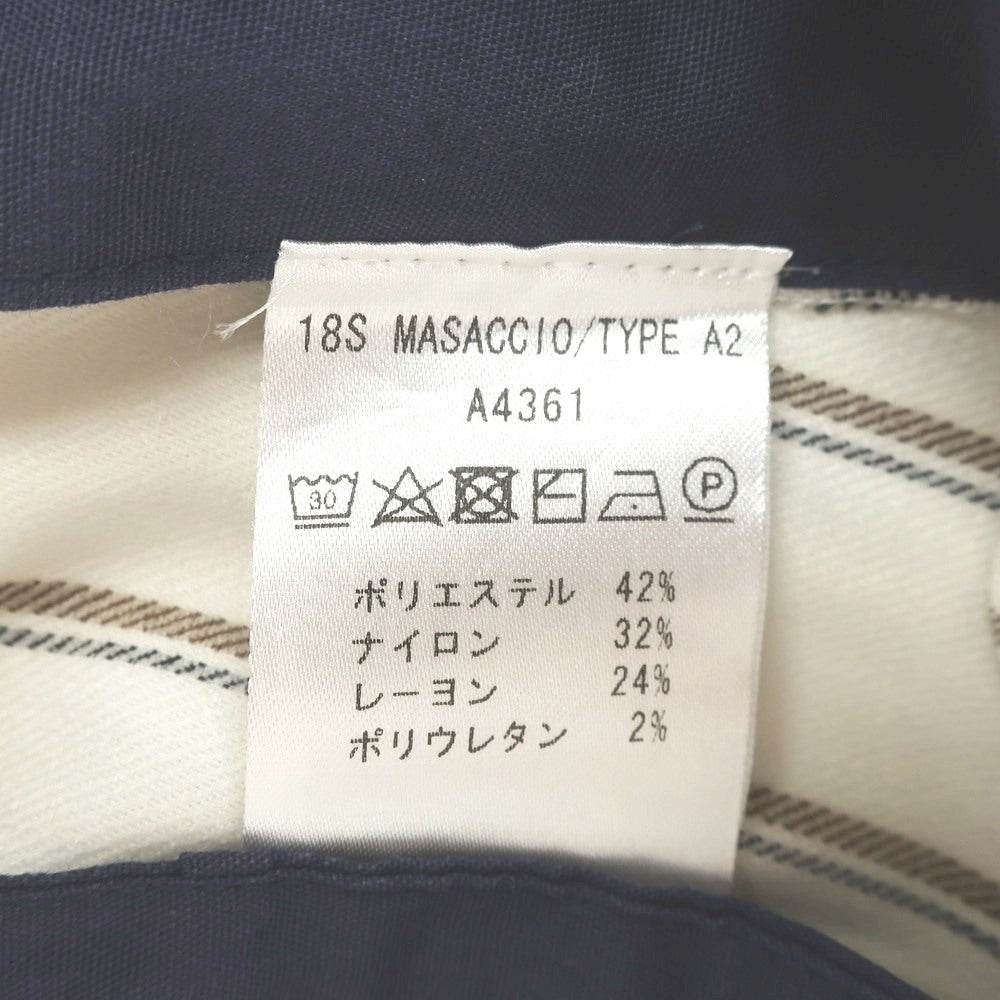 18S MASACCIO/TYPE A2
A4361
30 P
ポリエステル 42%
ナイロン 32%
レーヨン 24%
ポリウレタン 2%